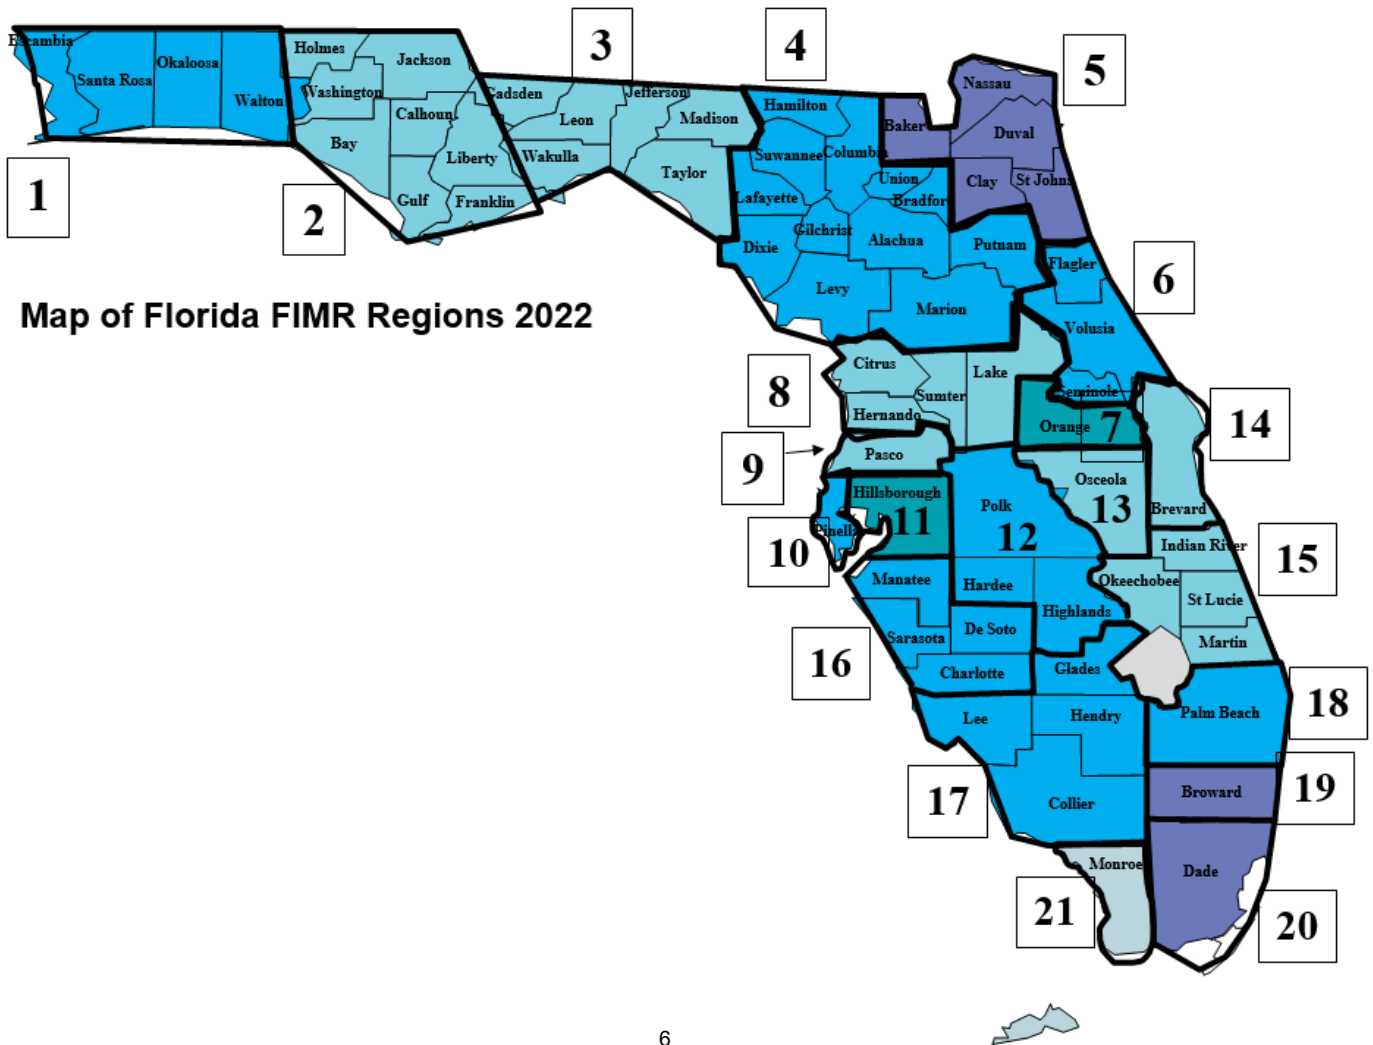 3
4
5
Escambia
Holmes
Jackson
Okaloosa
Santa Rosa
Walton
Washington
Calhoun
Bay
Liberty
Gulf
Franklin
Gadsden
Jefferson
Leon
Madison
Wakulla
Taylor
Hamilton
Suwannee
Columbia
Lafayette
Union
Bradfor
Gilchrist
Dixie
Alachua
Levy
Putnam
Marion
Nassau
Baker
Duval
Clay
St Johns
Flagler
Volusia
Seminole
1
2
6
Map of Florida FIMR Regions 2022
8
Citrus
Lake
Sumter
Hernando
Orange
7
14
9
Pasco
Osceola
13
Brevard
Hillsborough
11
Pinell
10
Polk
12
Indian River
15
Manatee
Hardee
Highlands
Okeechobee
St Lucie
Martin
16
Sarasota
De Soto
Charlotte
Glades
Lee
Hendry
Palm Beach
18
17
Collier
Broward
19
Monroe
Dade
21
20
6